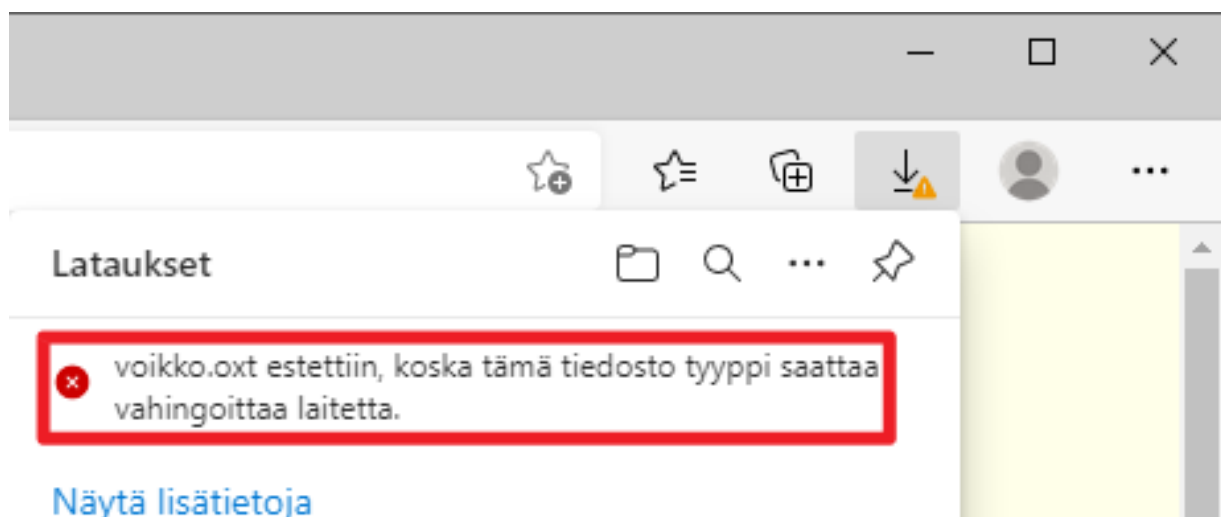 Lataukset
voikko.oxt estettiin, koska tämä tiedosto tyyppi saattaa
vahingoittaa laitetta.
Näytä lisätietoja